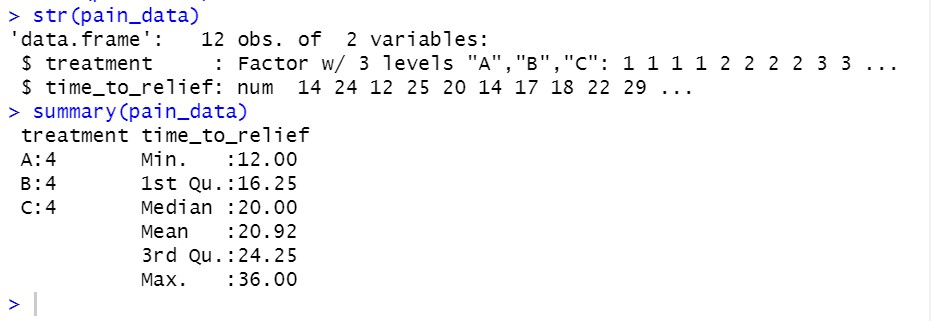 > str(pain_data)
'data.frame':   12 obs. of  2 variables:
 $ treatment     : Factor w/ 3 levels "A","B","C": 1 1 1 1 2 2 2 2 3 3 ...
 $ time_to_relief: num  14 24 12 25 20 14 17 18 22 29 ...
> summary(pain_data)
 treatment time_to_relief
 A:4       Min.   :12.00
 B:4       1st Qu.:16.25
 C:4       Median :20.00
           Mean   :20.92
           3rd Qu.:24.25
           Max.   :36.00
>